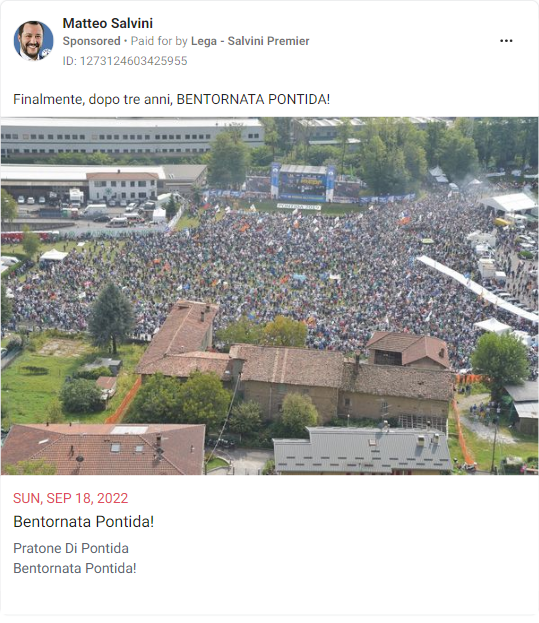 Matteo Salvini
Sponsored • Paid for by Lega - Salvini Premier
ID: 1273124603425955
Finalmente, dopo tre anni, BENTORNATA PONTIDA!
SUN, SEP 18, 2022
Bentornata Pontida!
Pratone Di Pontida
Bentornata Pontida!